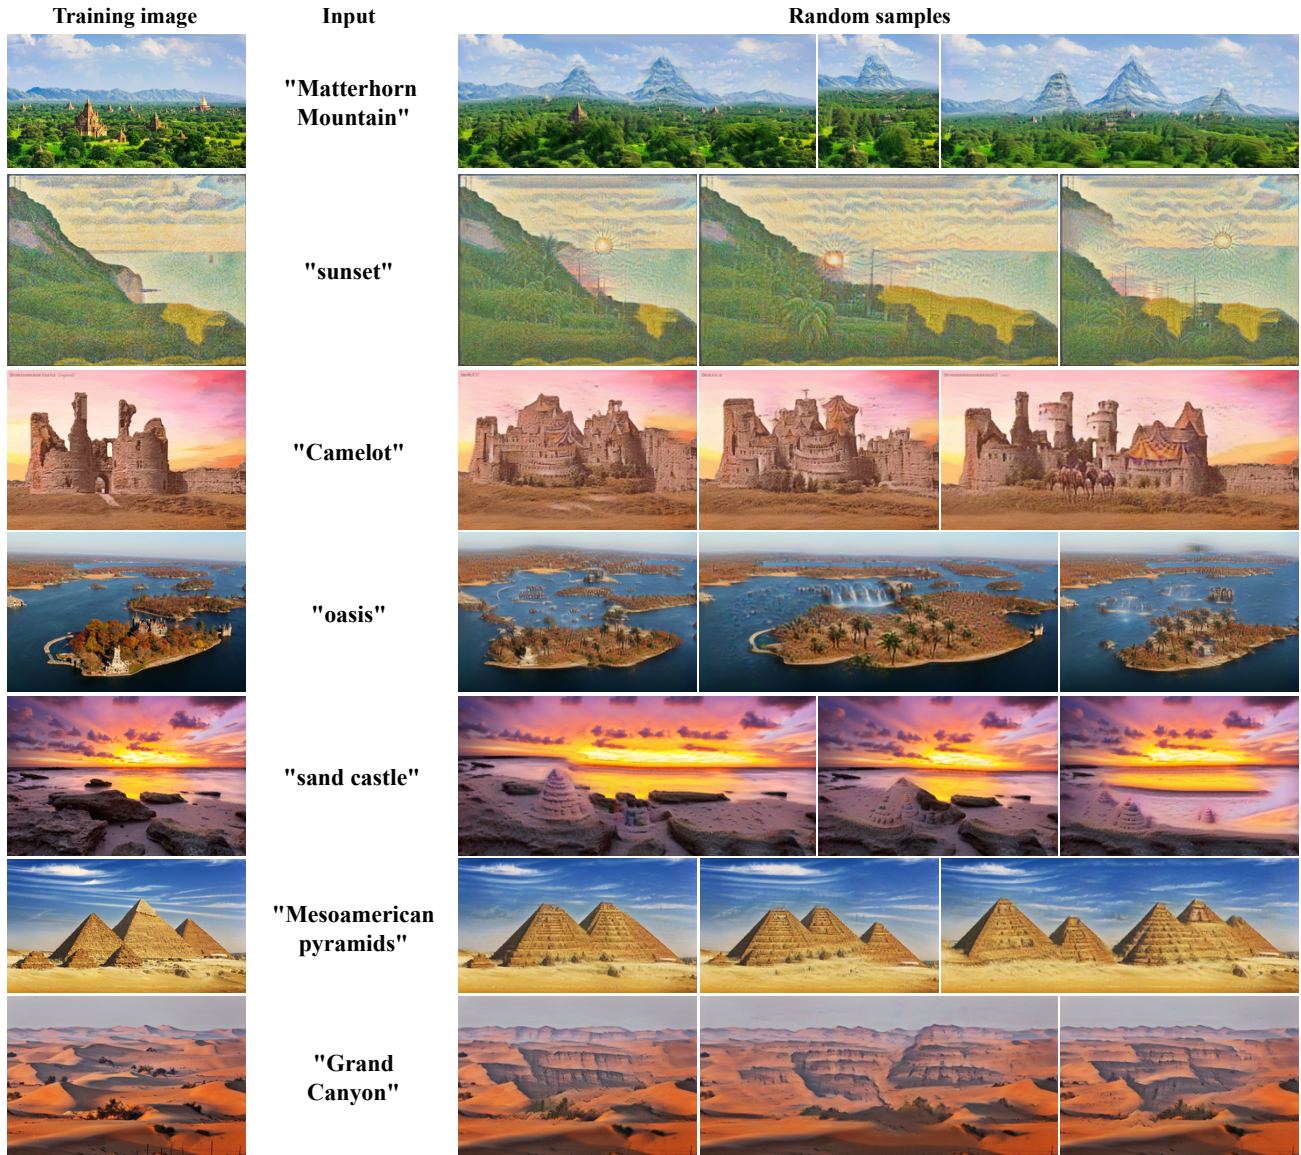 Training image
Input
Random samples
"Matterhorn
Mountain"
"sunset"
"Camelot"
"oasis"
"sand castle"
"Mesoamerican
pyramids"
"Grand
Canyon"